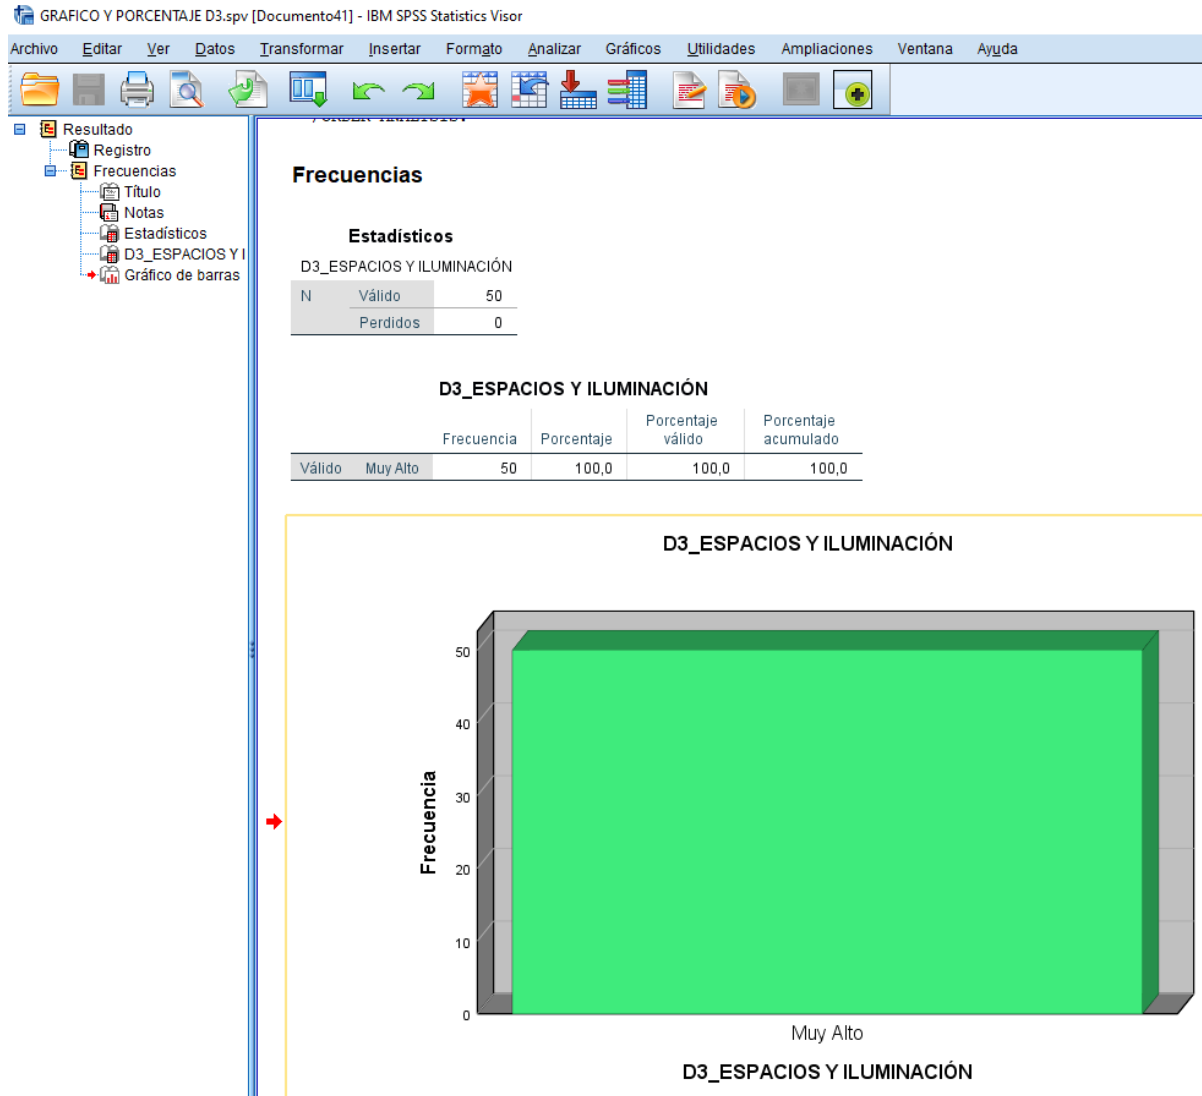 GRAFICO Y PORCENTAJE D3.spv [Documento41] - IBM SPSS Statistics Visor
Archivo Editar Ver Datos Transformar Insertar Formato Analizar Gráficos Utilidades Ampliaciones Ventana Ayuda
Resultado
Registro
Frecuencias
Título
Notas
Estadísticos
D3_ESPACIOS Y I
Gráfico de barras
Frecuencias
Estadísticos
D3_ESPACIOS Y ILUMINACIÓN
N Válido 50
Perdidos 0
D3_ESPACIOS Y ILUMINACIÓN
Frecuencia Porcentaje Porcentaje válido Porcentaje acumulado
Válido Muy Alto 50 100,0 100,0 100,0
D3_ESPACIOS Y ILUMINACIÓN
Frecuencia
50
40
30
20
10
0
Muy Alto
D3_ESPACIOS Y ILUMINACIÓN